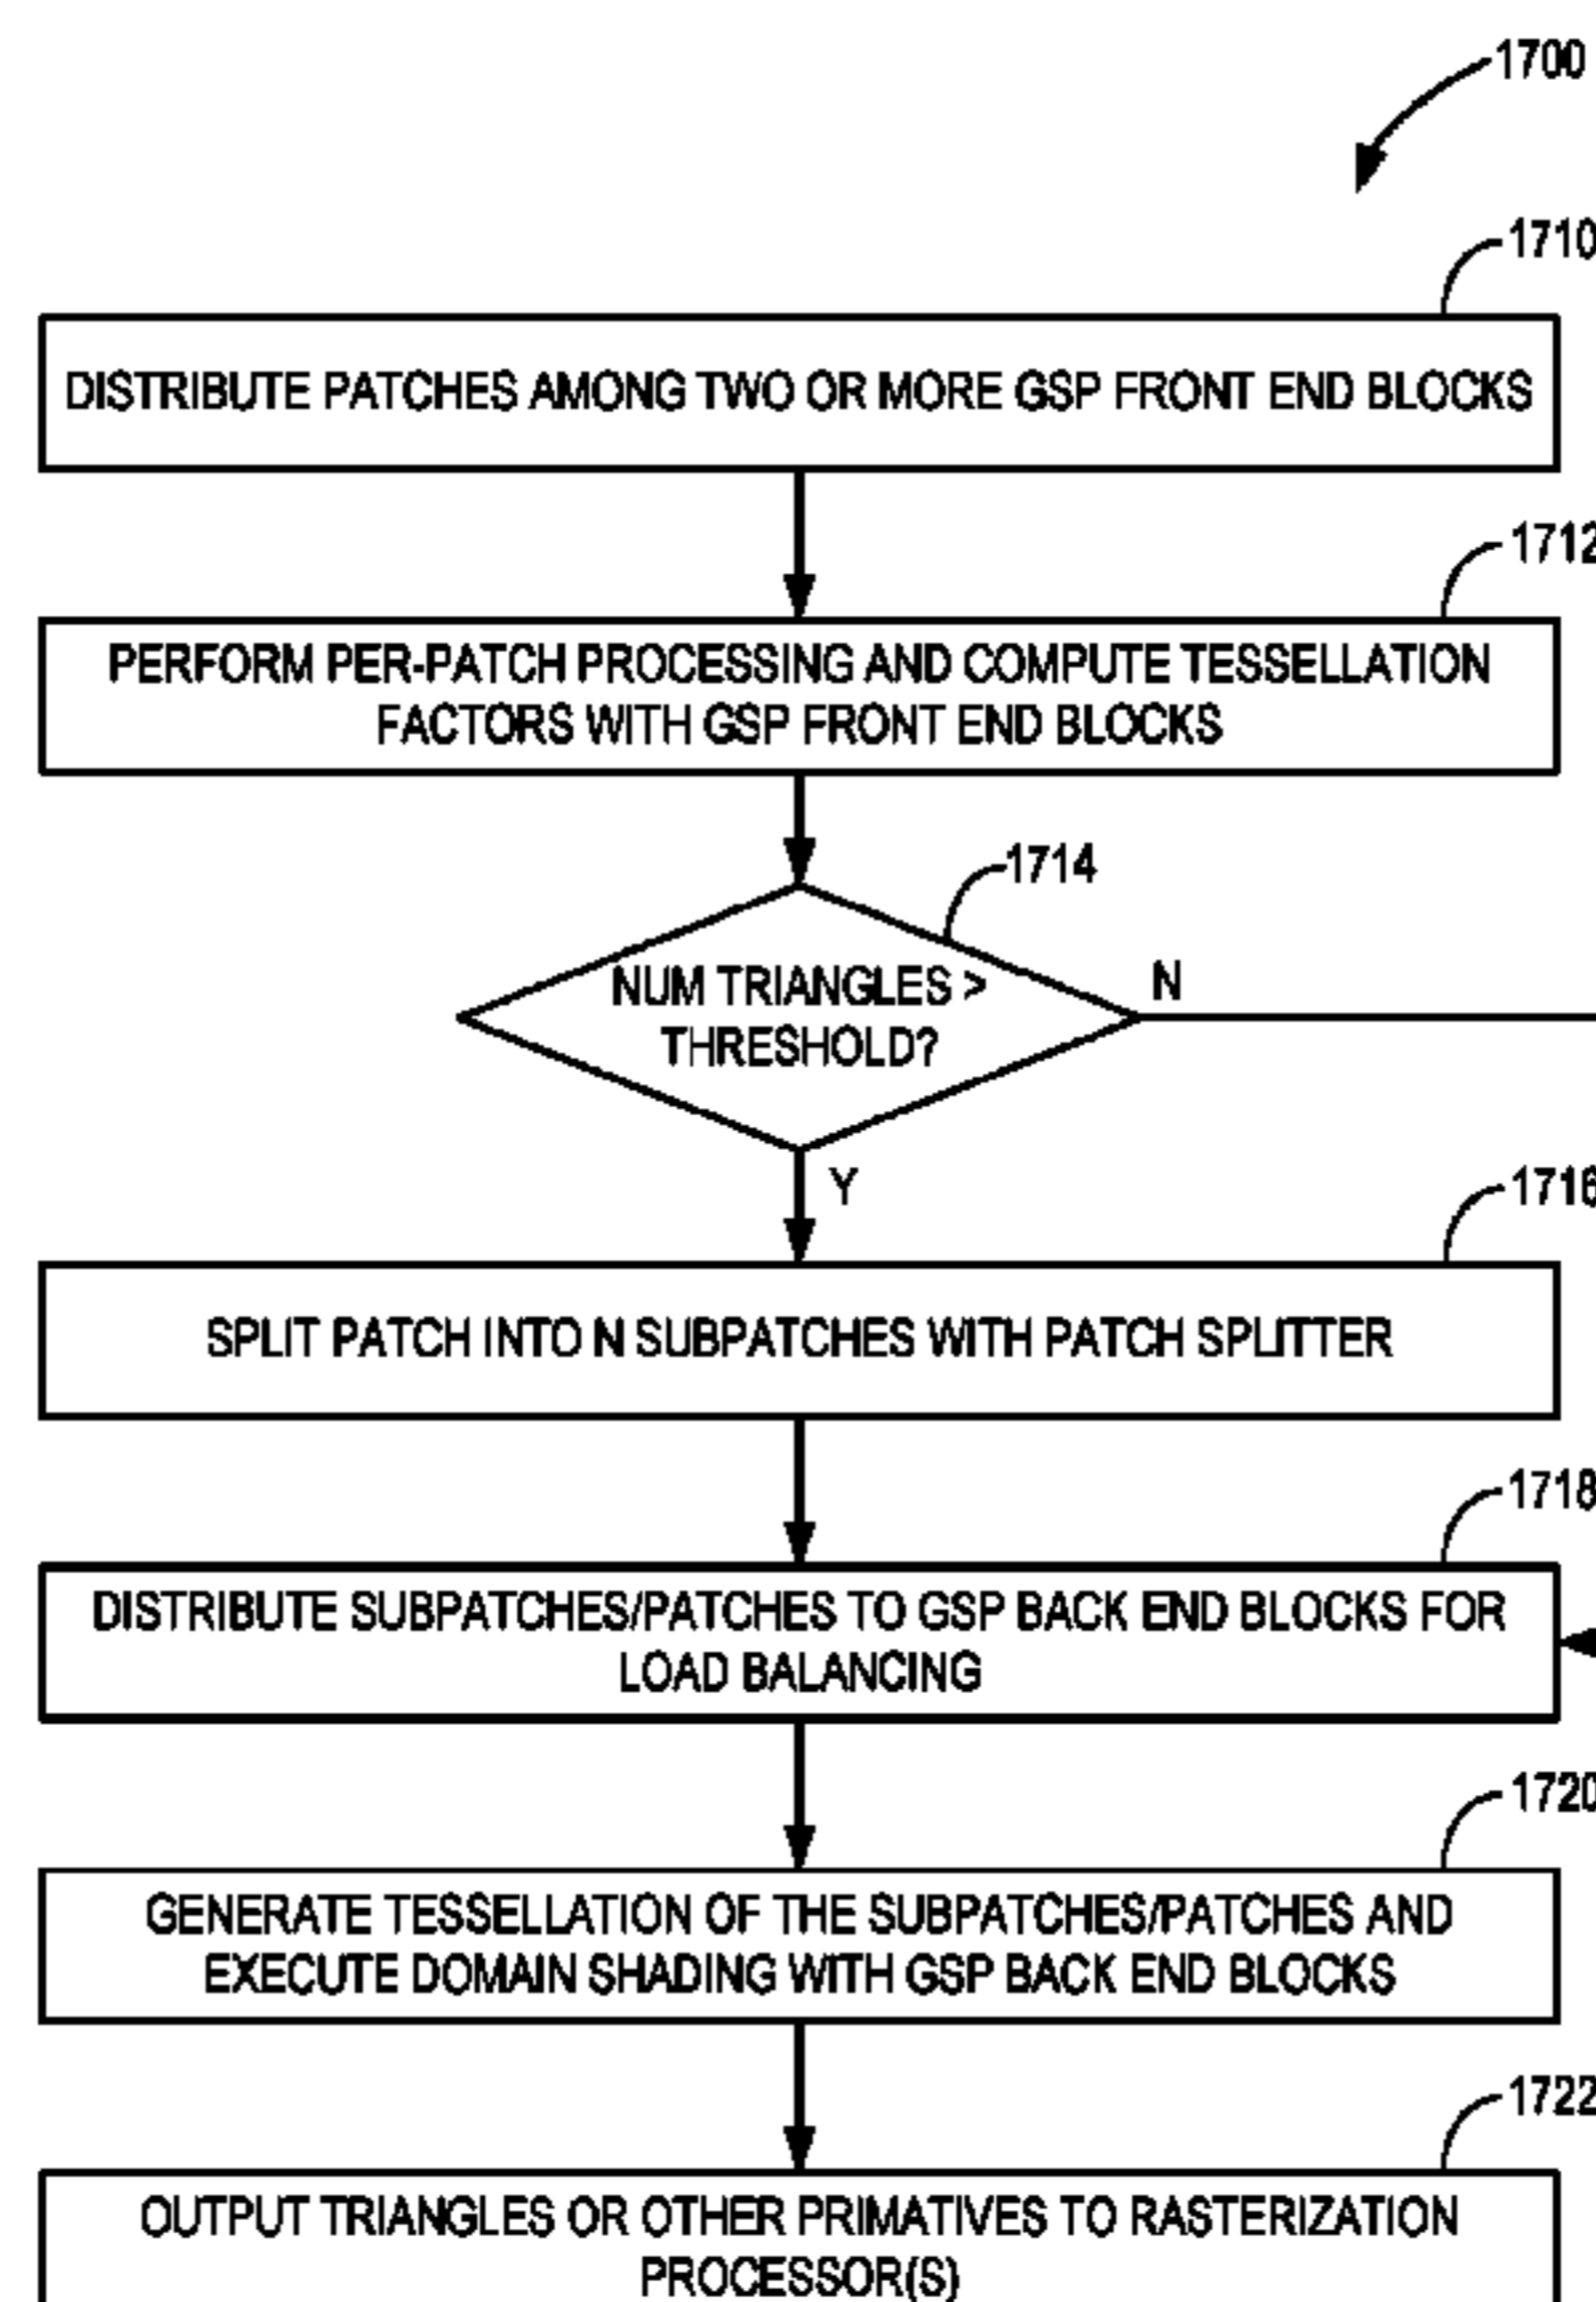 1700
1710
DISTRIBUTE PATCHES AMONG TWO OR MORE GSP FRONT END BLOCKS
1712
PERFORM PER-PATCH PROCESSING AND COMPUTE TESSELLATION
FACTORS WITH GSP FRONT END BLOCKS
1714
NUM TRIANGLES >
THRESHOLD?
N
Y
1716
SPLIT PATCH INTO N SUBPATCHES WITH PATCH SPLITTER
1718
DISTRIBUTE SUBPATCHES/PATCHES TO GSP BACK END BLOCKS FOR
LOAD BALANCING
1720
GENERATE TESSELLATION OF THE SUBPATCHES/PATCHES AND
EXECUTE DOMAIN SHADING WITH GSP BACK END BLOCKS
1722
OUTPUT TRIANGLES OR OTHER PRIMATIVES TO RASTERIZATION
PROCESSOR(S)